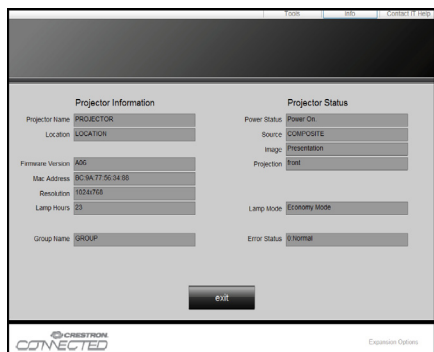 Tools Info Contact IT Help
Projector Information
Projector Name PROJECTOR
Location LOCATION
Firmware Version A06
Mac Address BC:9A:77:56:34:88
Resolution 1024x768
Lamp Hours 23
Group Name GROUP
Projector Status
Power Status Power On.
Source COMPOSITE
Image Presentation
Projection front
Lamp Mode Economy Mode
Error Status 0:Normal
exit
CRESTRON.
CONNECTED
Expansion Options